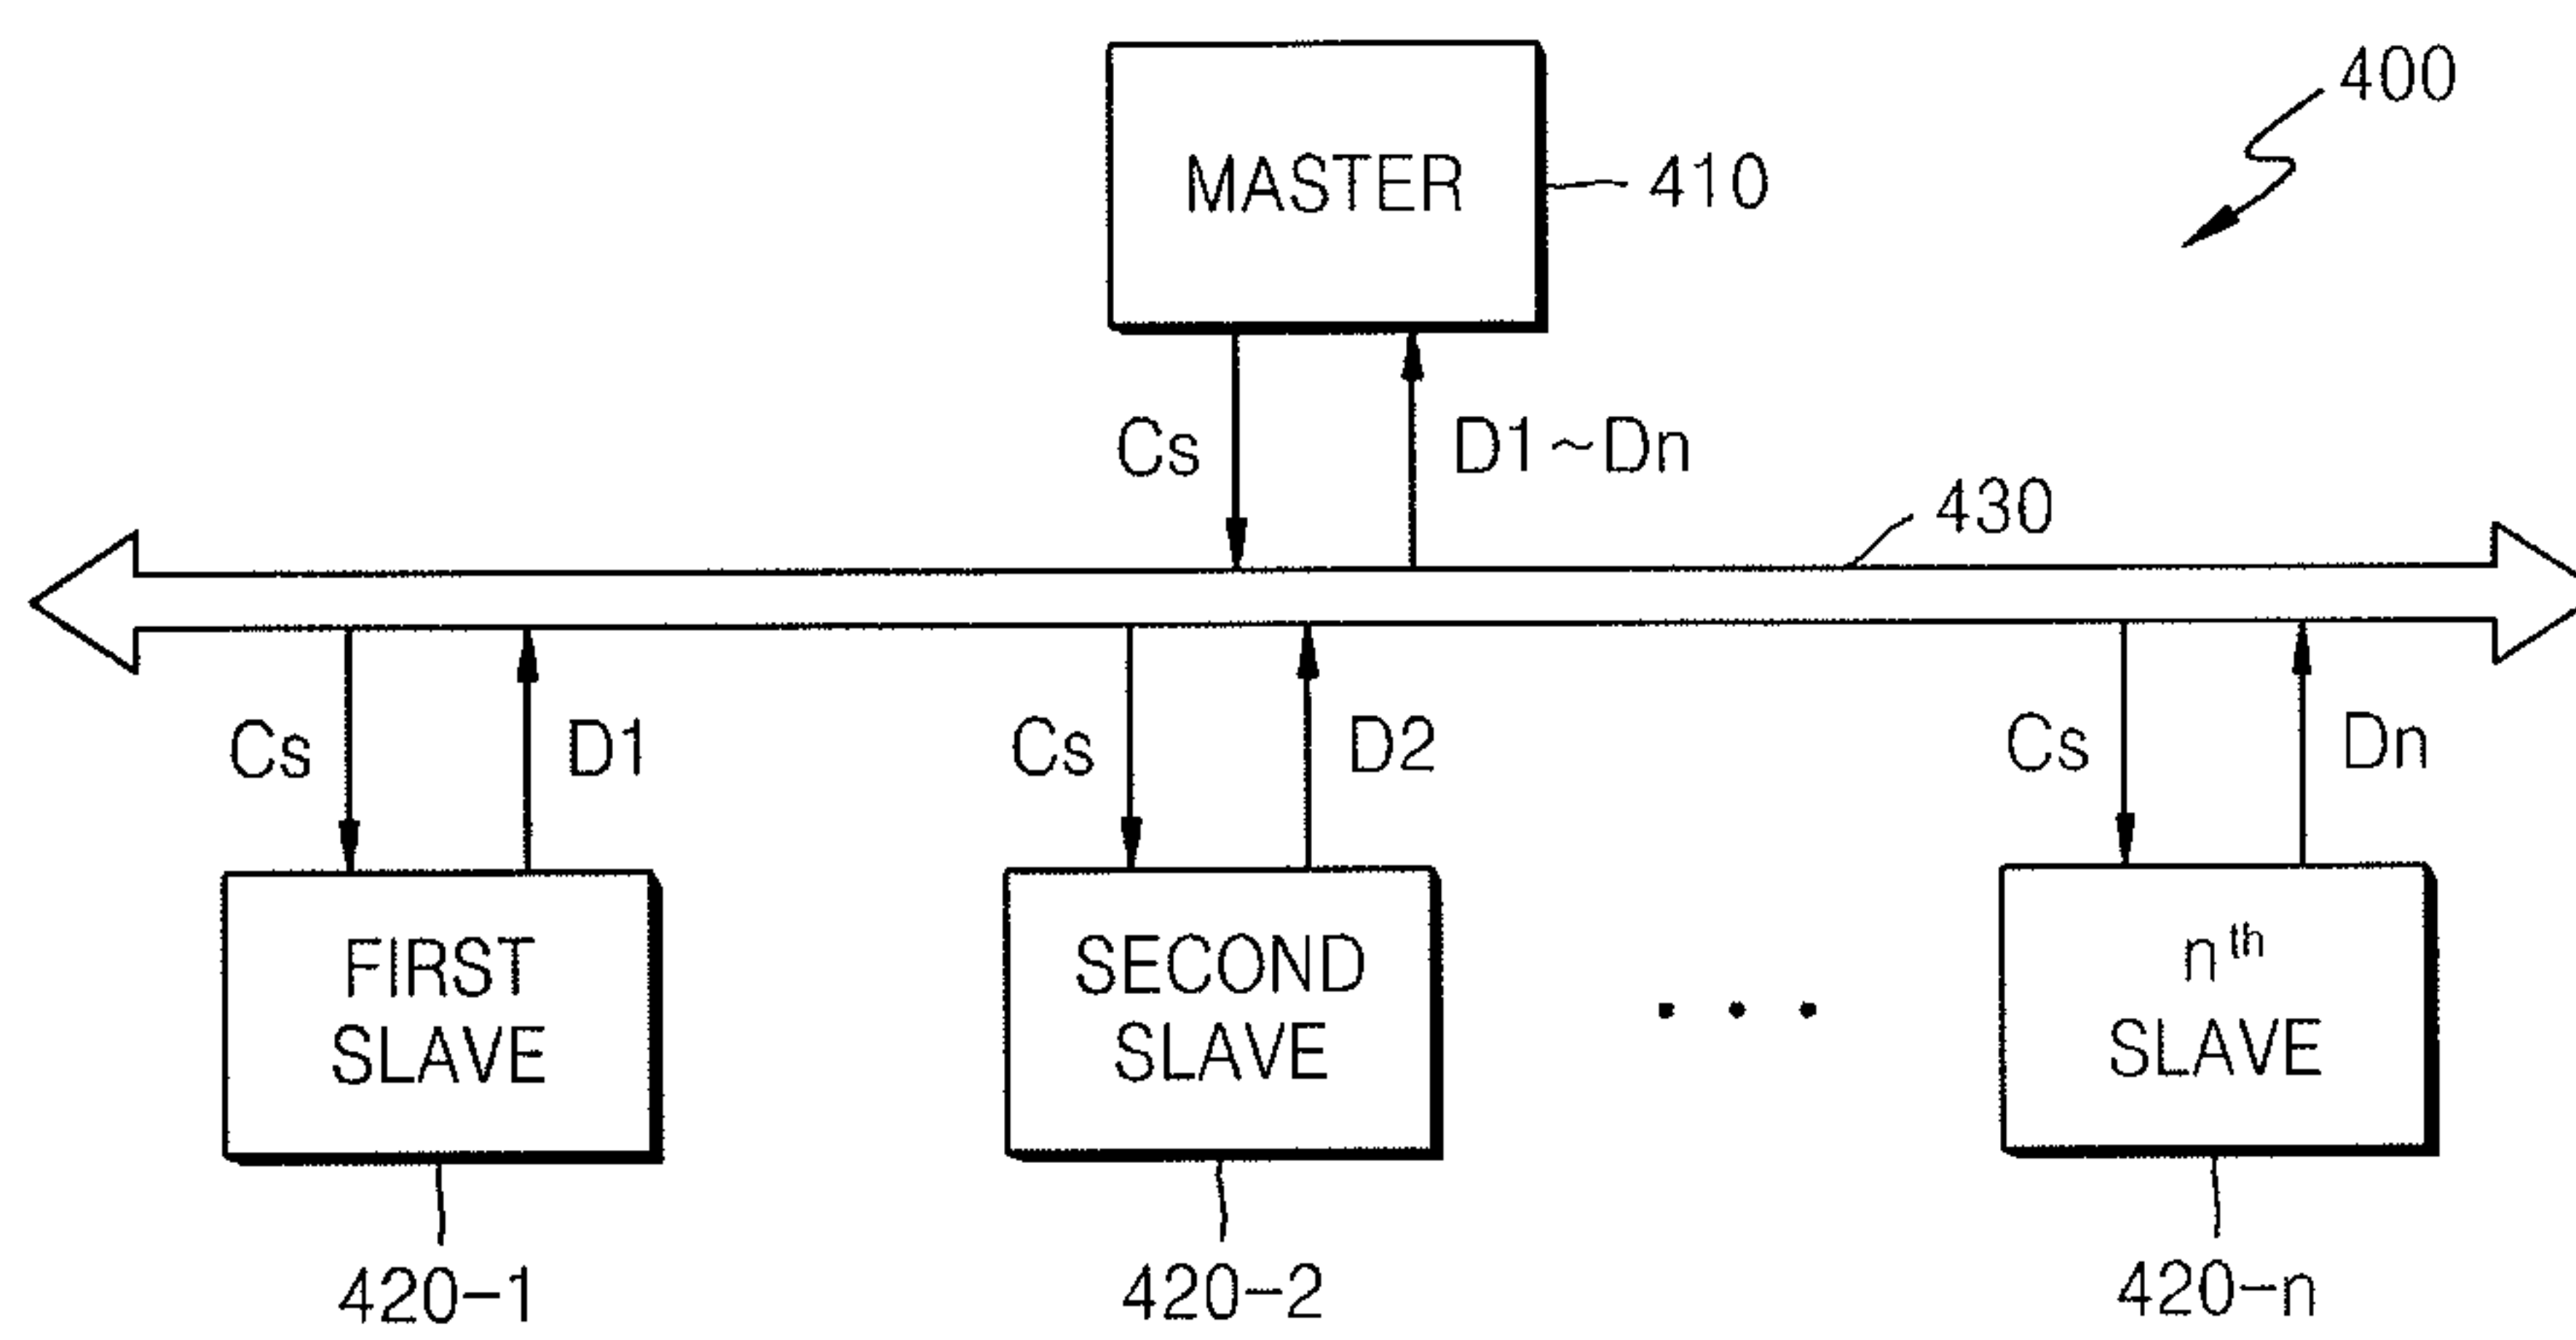 400
MASTER
410
Cs
D1~Dn
430
Cs
D1
Cs
D2
Cs
Dn
FIRST
SLAVE
SECOND
SLAVE
. . .
nth
SLAVE
420-1
420-2
420-n